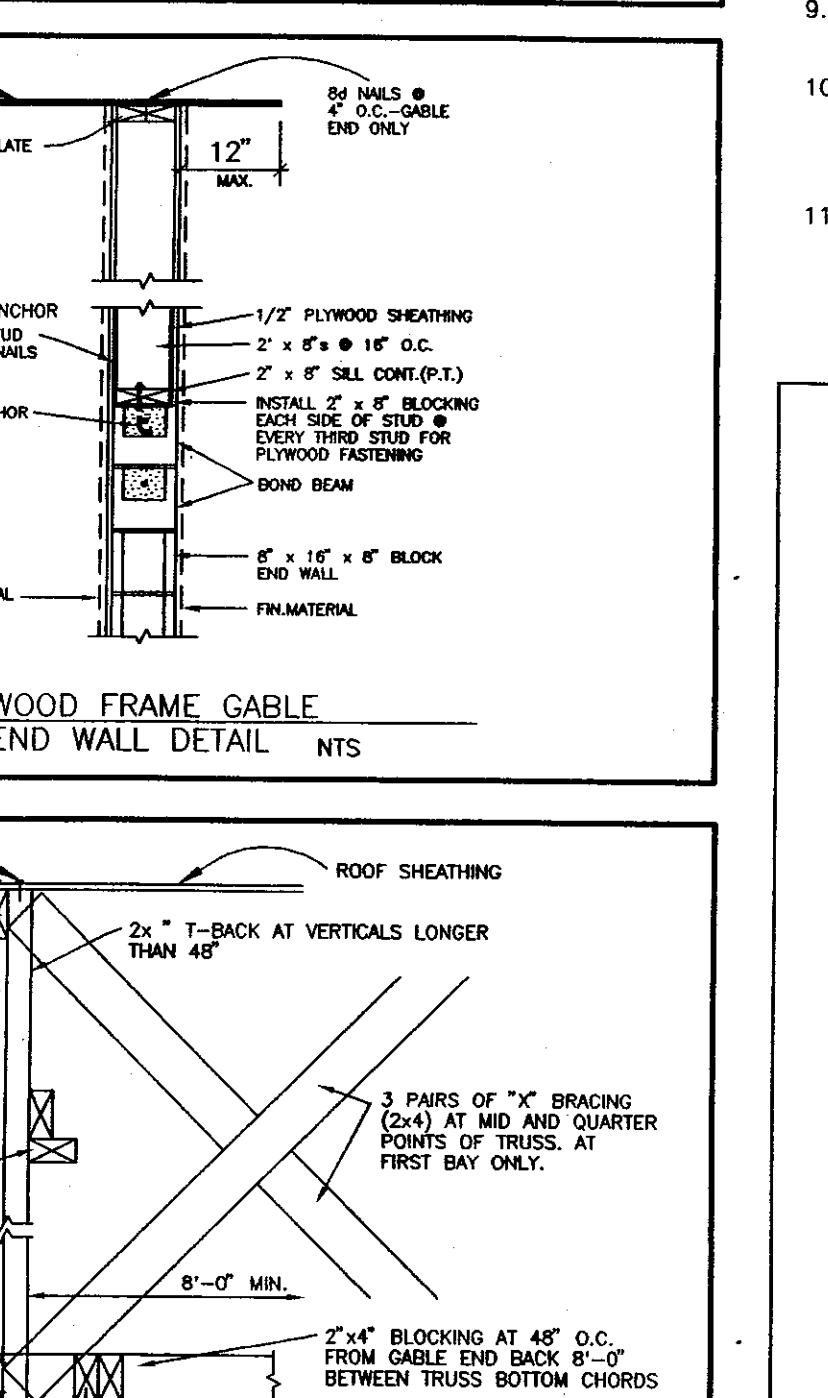 9.
8d NAILS @
4" O.C.-GABLE
END ONLY
10
LATE
12"
MAX.
11
NCHOR
1/2" PLYWOOD SHEATHING
TUD
NAILS
2' x 8"s @ 16" O.C.
2" x 8" SILL CONT.(P.T.)
HOR
INSTALL 2" x 8" BLOCKING
EACH SIDE OF STUD @
EVERY THIRD STUD FOR
PLYWOOD FASTENING
BOND BEAM
8" x 16" x 8" BLOCK
END WALL
AL
FIN.MATERIAL
WOOD FRAME GABLE
END WALL DETAIL NTS
ROOF SHEATHING
2x " T-BACK AT VERTICALS LONGER
THAN 48"
3 PAIRS OF "X" BRACING
(2x4) AT MID AND QUARTER
POINTS OF TRUSS. AT
FIRST BAY ONLY.
8'-0" MIN.
2"x4" BLOCKING AT 48" O.C.
FROM GABLE END BACK 8'-0"
BETWEEN TRUSS BOTTOM CHORDS